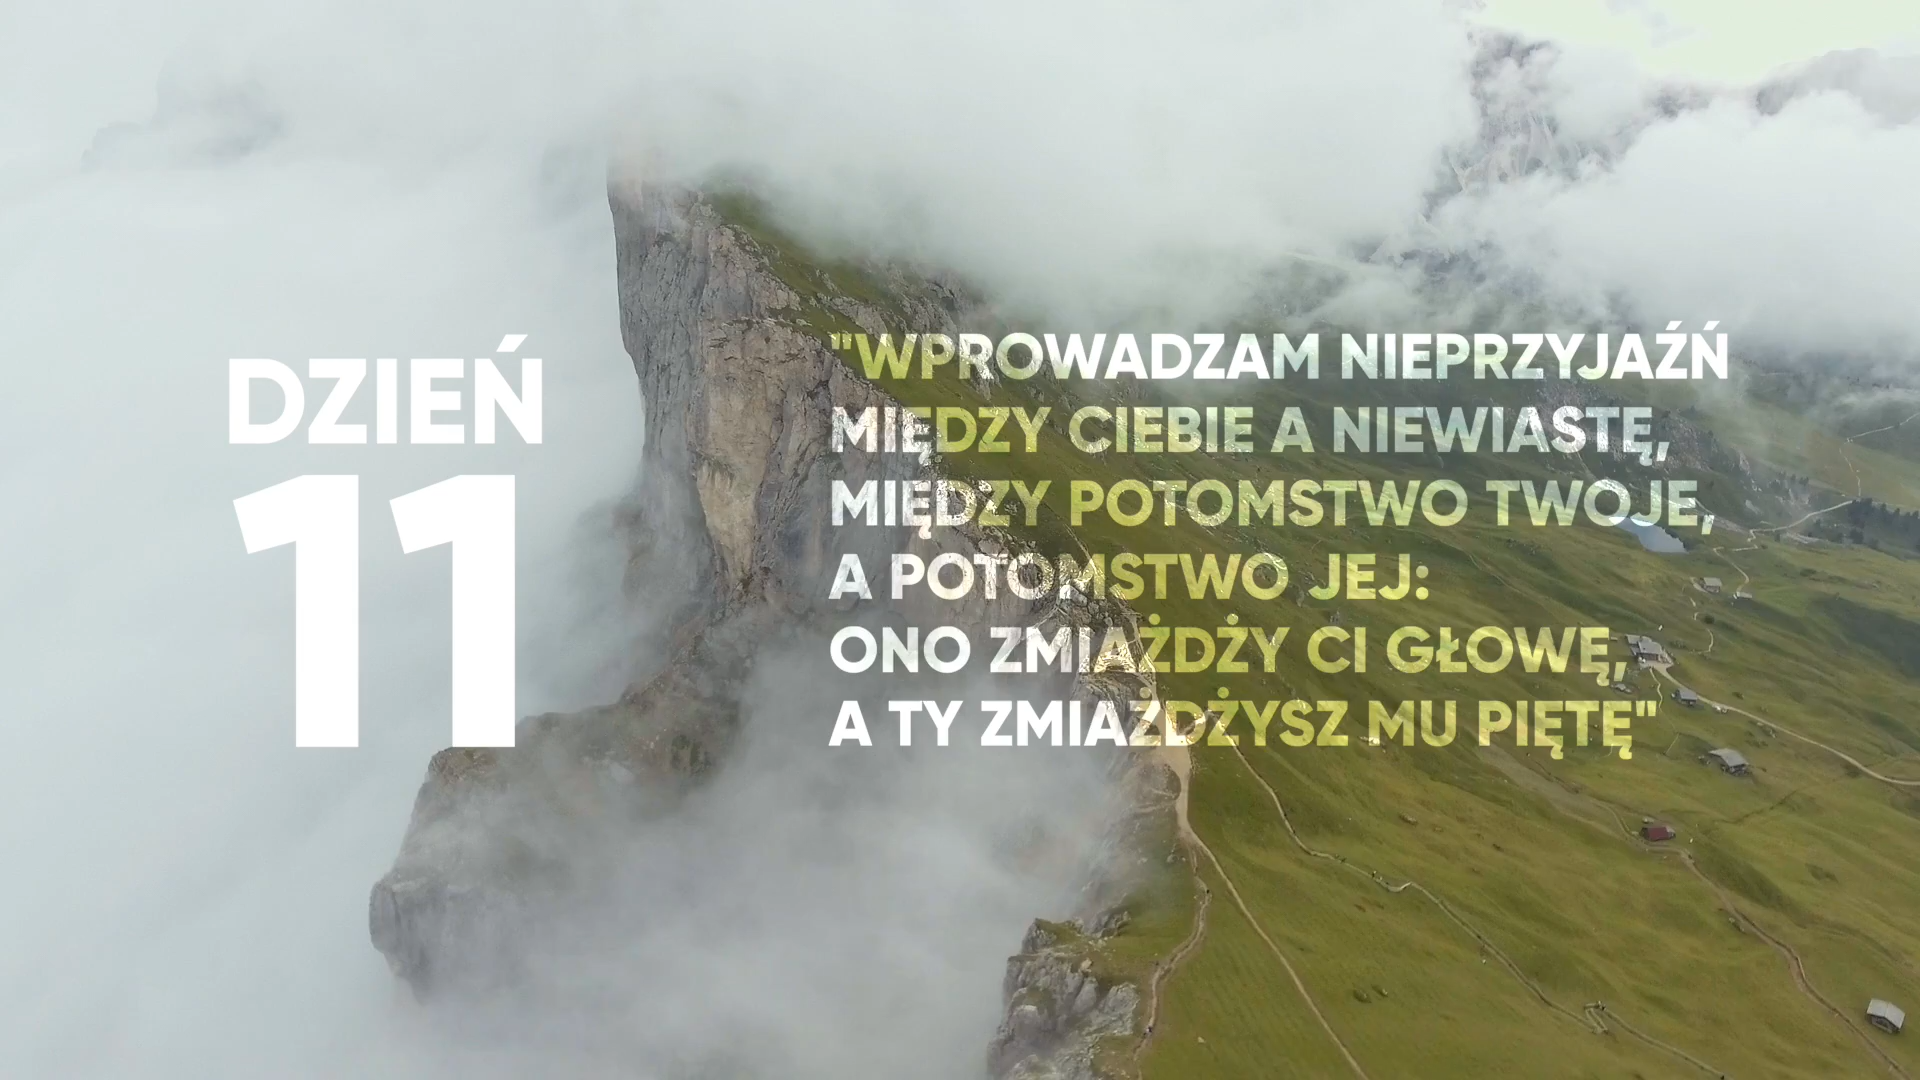 DZIEŃ
11
"WPROWADZAM NIEPRZYJAŹŃ
MIĘDZY CIEBIE A NIEWIASTĘ,
MIĘDZY POTOMSTWO TWOJE,
A POTOMSTWO JEJ:
ONO ZMIAŻDŻY CI GŁOWĘ,
A TY ZMIAŻDŻYSZ MU PIĘTĘ"